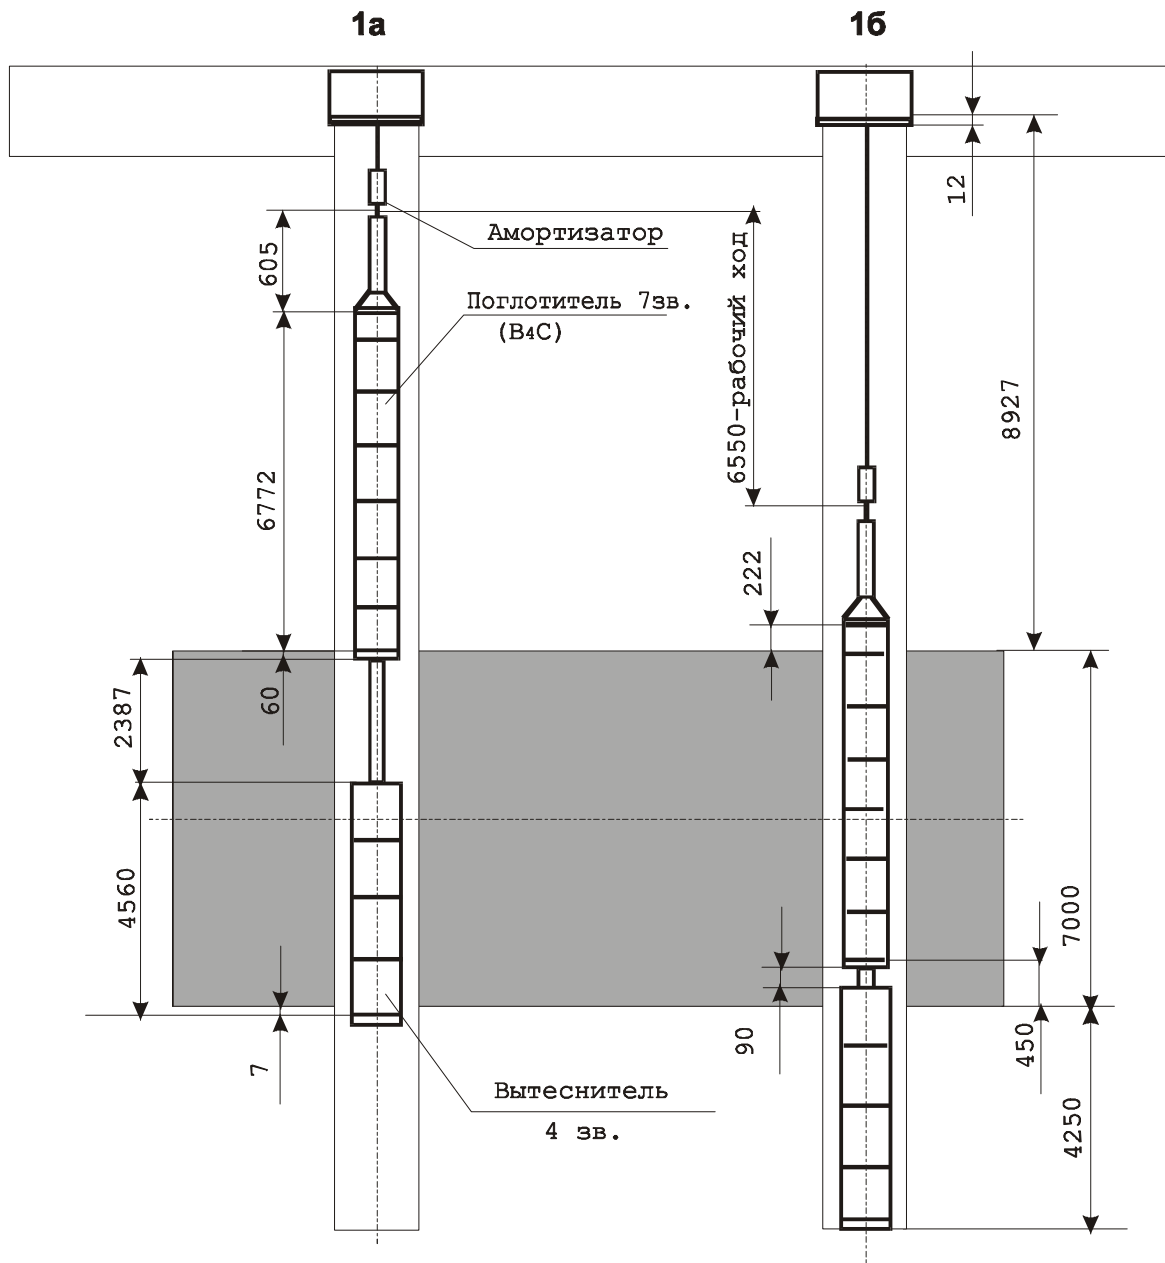 1а
1б
12
605
Амортизатор
Поглотитель 7зв.
(B4C)
6550-рабочий ход
8927
6772
222
60
2387
4560
7000
7
90
450
Вытеснитель
4 зв.
4250